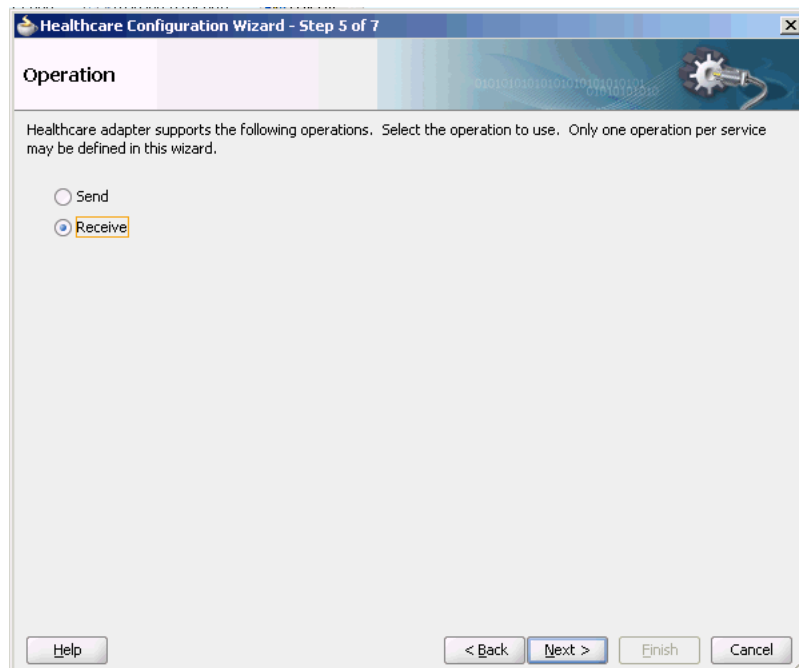 Healthcare Configuration Wizard - Step 5 of 7
Operation
Healthcare adapter supports the following operations. Select the operation to use. Only one operation per service
may be defined in this wizard.
Send
Receive
Help
< Back
Next >
Finish
Cancel